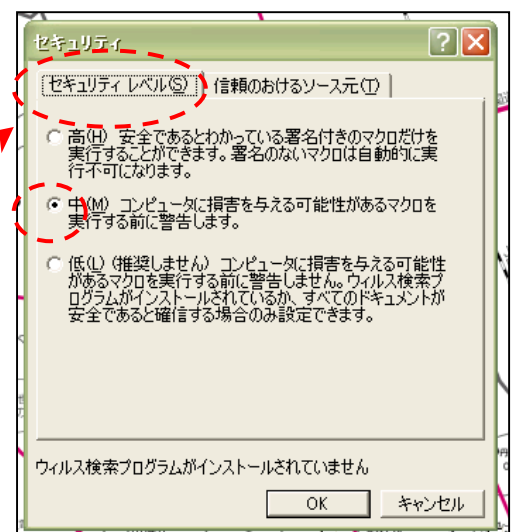 セキュリティ
セキュリティ レベル(S) 信頼のおけるソース元(T)
高(H) 安全であるとわかっている署名付きのマクロだけを
実行することができます。署名のないマクロは自動的に実
行不可になります。
中(M) コンピュータに損害を与える可能性があるマクロを
実行する前に警告します。
低(L) (推奨しません) コンピュータに損害を与える可能性
があるマクロを実行する前に警告しません。ウィルス検索プ
ログラムがインストールされているか、すべてのドキュメントが
安全であると確信する場合のみ設定できます。
ウィルス検索プログラムがインストールされていません
OK キャンセル